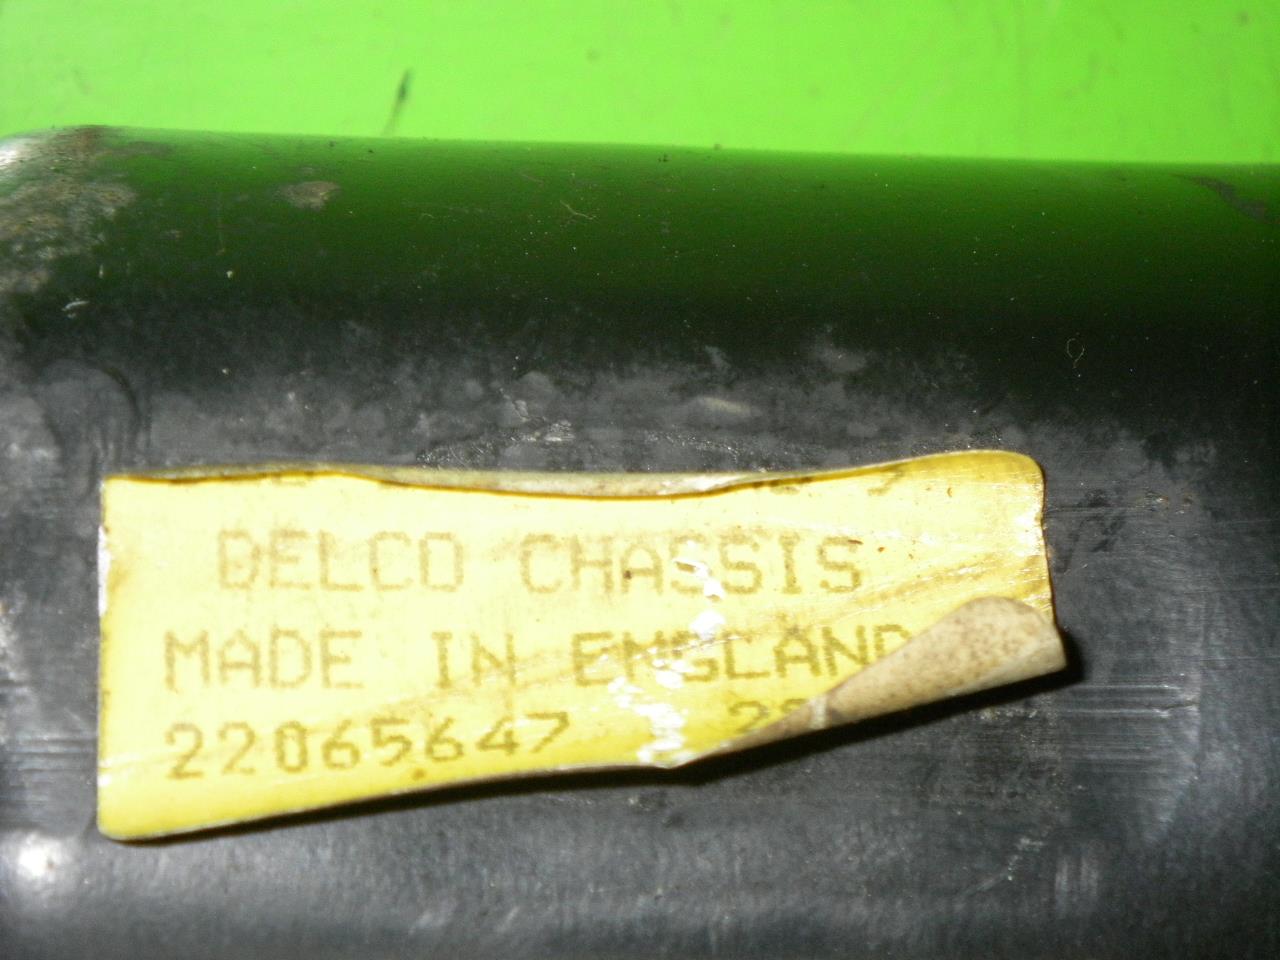 DELCO CHASSIS
MADE IN ENGLAND
22065647